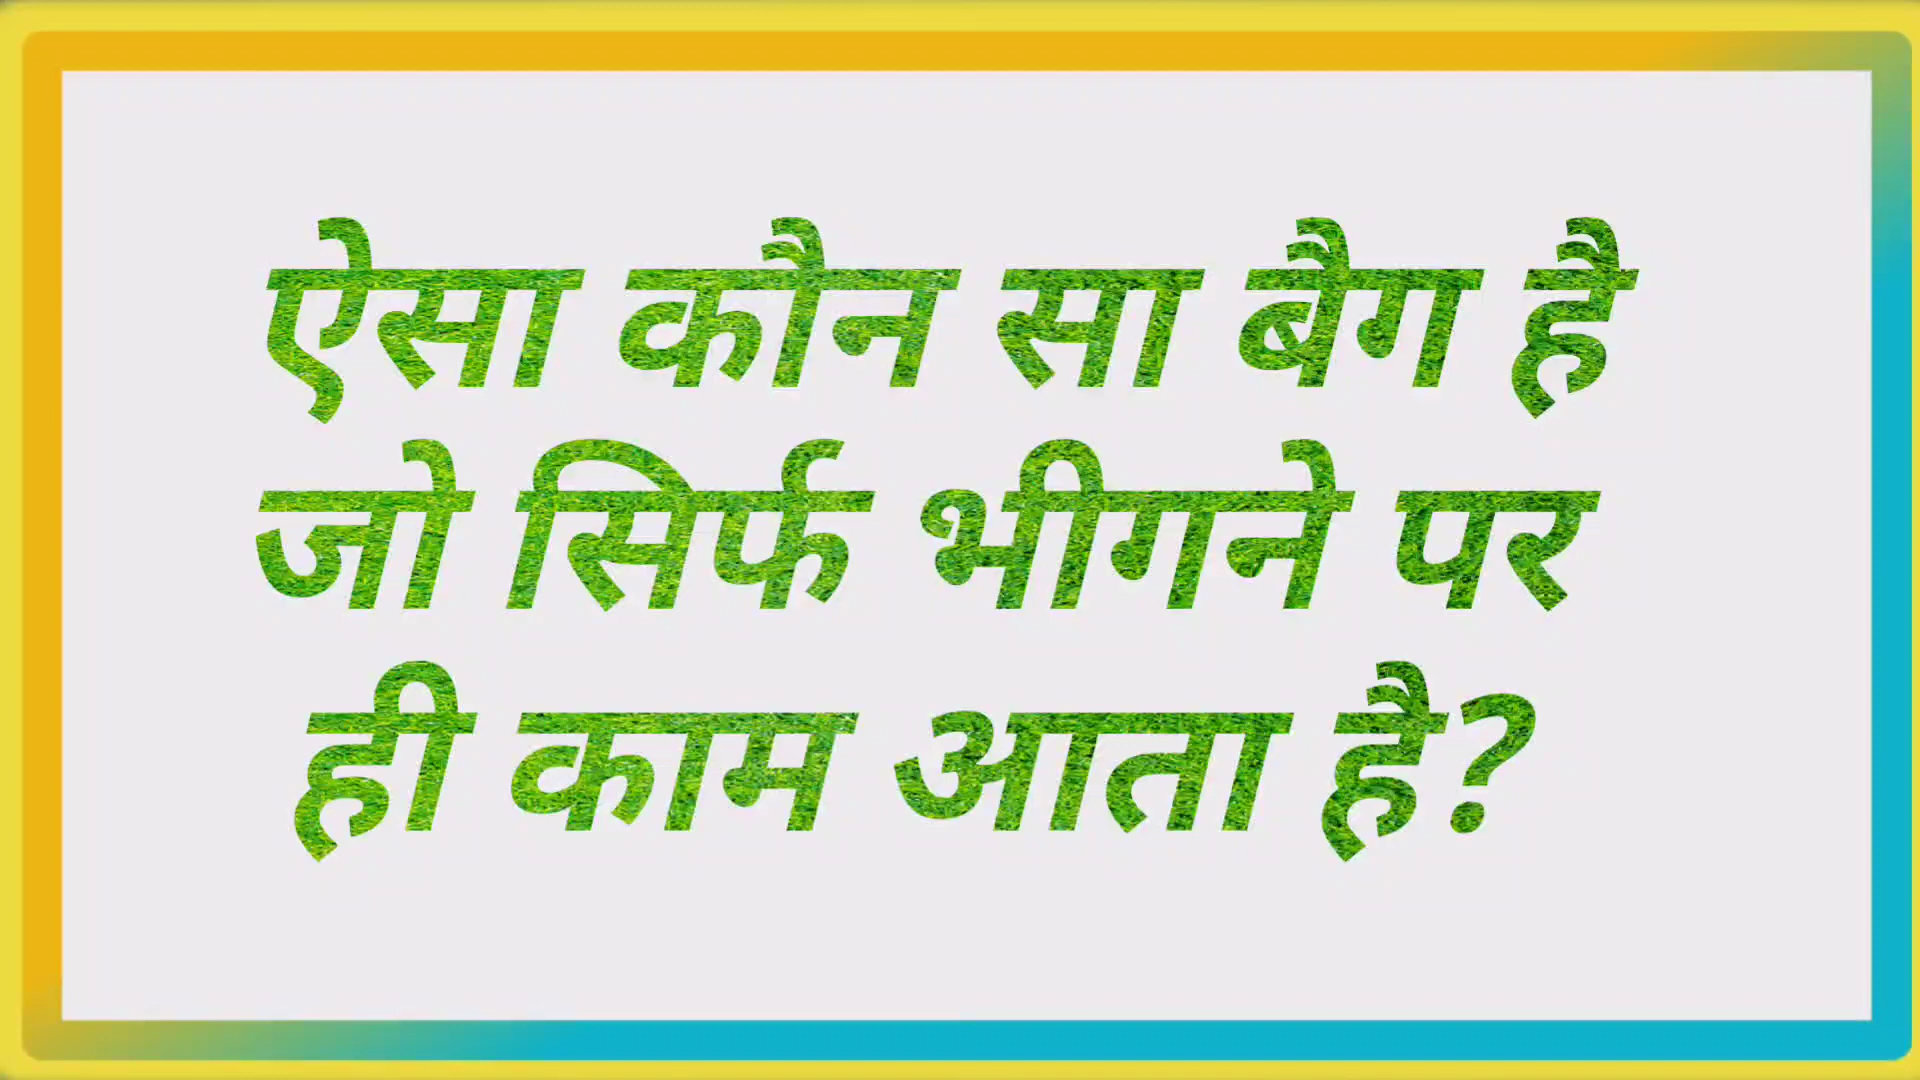 ऐसा कौन सा बैग है
जो सिर्फ भीगने पर
ही काम आता है?